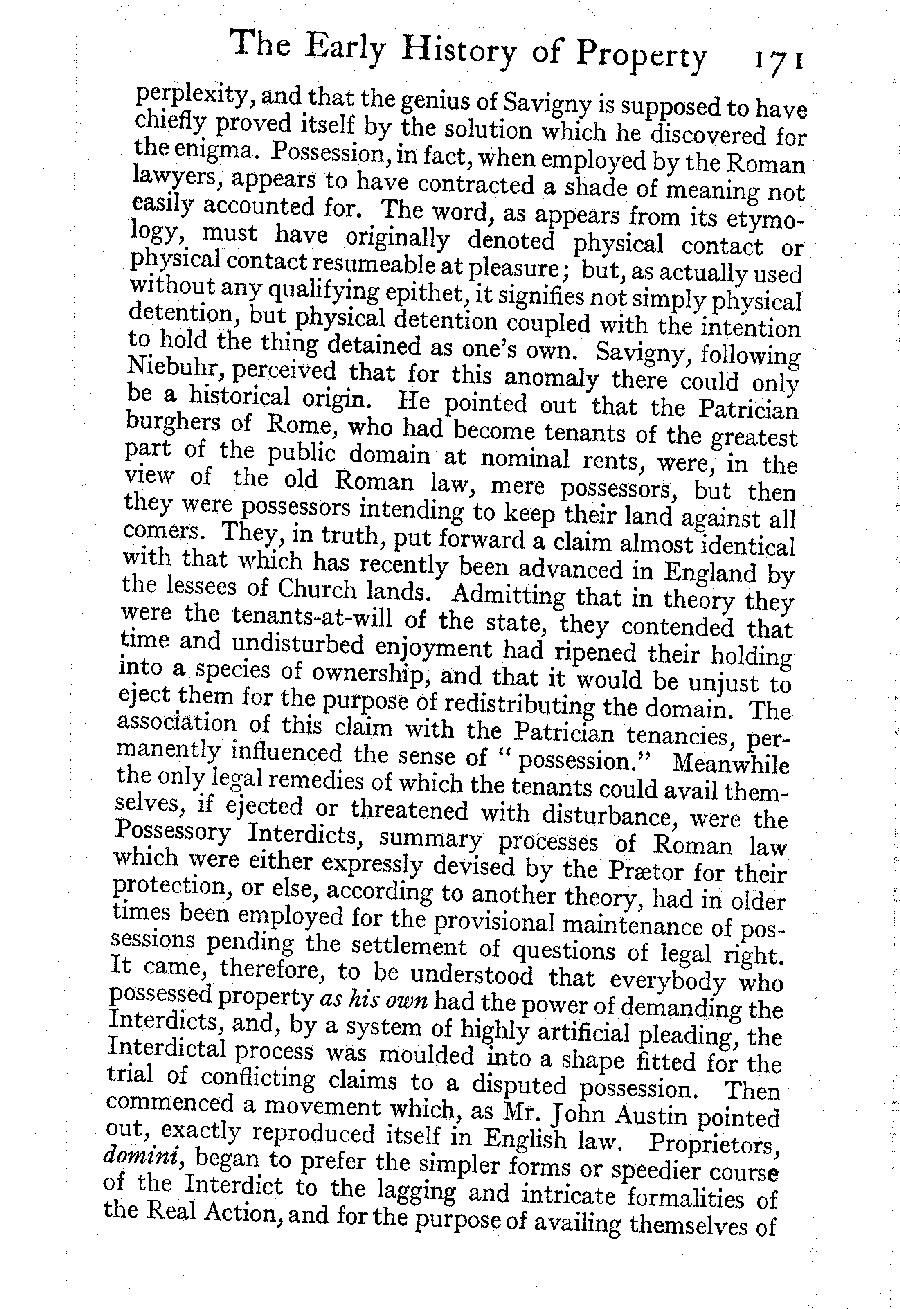 The Early History of Property 171
perplexity, and that the genius of Savigny is supposed to have
chiefly proved itself by the solution which he discovered for
the enigma. Possession, in fact, when employed by the Roman
lawyers, appears to have contracted a shade of meaning not
easily accounted for. The word, as appears from its etymo-
logy, must have originally denoted physical contact or
physical contact resumeable at pleasure; but, as actually used
without any qualifying epithet, it signifies not simply physical
detention, but physical detention coupled with the intention
to hold the thing detained as one's own. Savigny, following
Niebuhr, perceived that for this anomaly there could only
be a historical origin. He pointed out that the Patrician
burghers of Rome, who had become tenants of the greatest
part of the public domain at nominal rents, were, in the
view of the old Roman law, mere possessors, but then
they were possessors intending to keep their land against all
comers. They, in truth, put forward a claim almost identical
with that which has recently been advanced in England by
the lessees of Church lands. Admitting that in theory they
were the tenants-at-will of the state, they contended that
time and undisturbed enjoyment had ripened their holding
into a species of ownership, and that it would be unjust to
eject them for the purpose of redistributing the domain. The
association of this claim with the Patrician tenancies, per-
manently influenced the sense of "possession." Meanwhile
the only legal remedies of which the tenants could avail them-
selves, if ejected or threatened with disturbance, were the
Possessory Interdicts, summary processes of Roman law
which were either expressly devised by the Prætor for their
protection, or else, according to another theory, had in older
times been employed for the provisional maintenance of pos-
sessions pending the settlement of questions of legal right.
It came, therefore, to be understood that everybody who
possessed property as his own had the power of demanding the
Interdicts, and, by a system of highly artificial pleading, the
Interdictal process was moulded into a shape fitted for the
trial of conflicting claims to a disputed possession. Then
commenced a movement which, as Mr. John Austin pointed
out, exactly reproduced itself in English law. Proprietors,
domini, began to prefer the simpler forms or speedier course
of the Interdict to the lagging and intricate formalities of
the Real Action, and for the purpose of availing themselves of